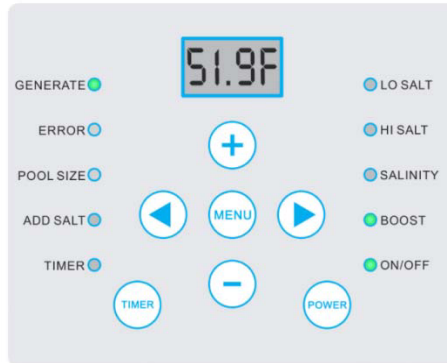 51.9F
GENERATE
LO SALT
ERROR
+
HI SALT
POOL SIZE
SALINITY
MENU
ADD SALT
BOOST
TIMER
−
ON/OFF
TIMER
POWER